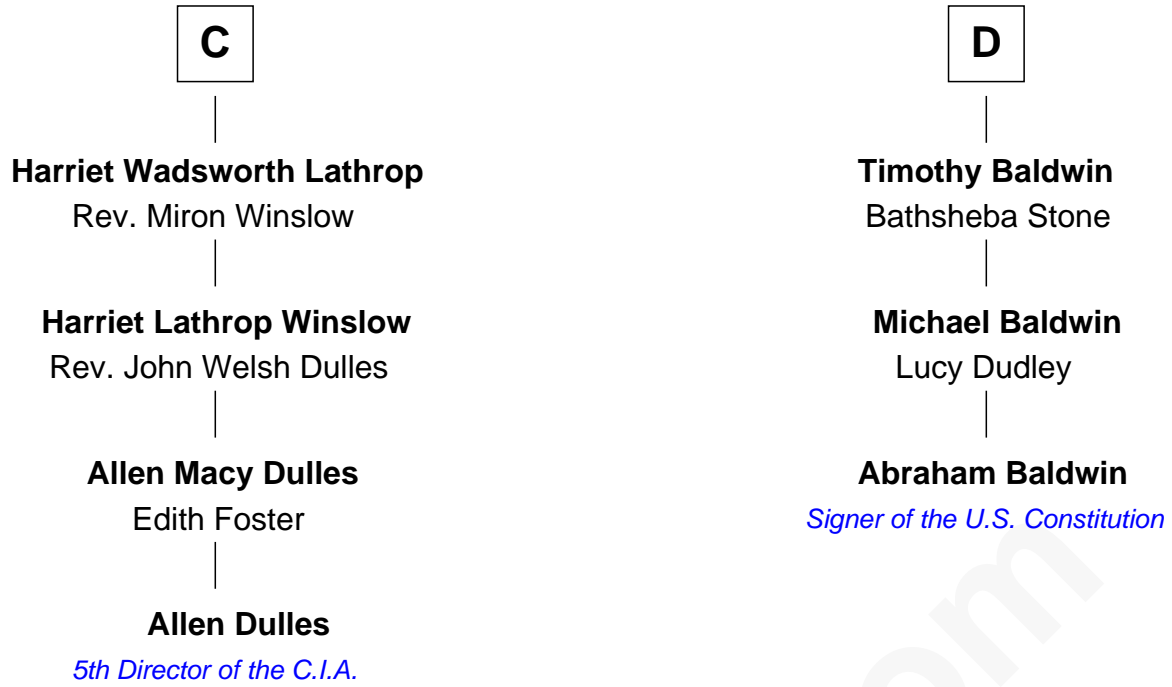 C
Harriet Wadsworth Lathrop
Rev. Miron Winslow
Harriet Lathrop Winslow
Rev. John Welsh Dulles
Allen Macy Dulles
Edith Foster
Allen Dulles
5th Director of the C.I.A.
D
Timothy Baldwin
Bathsheba Stone
Michael Baldwin
Lucy Dudley
Abraham Baldwin
Signer of the U.S. Constitution
om